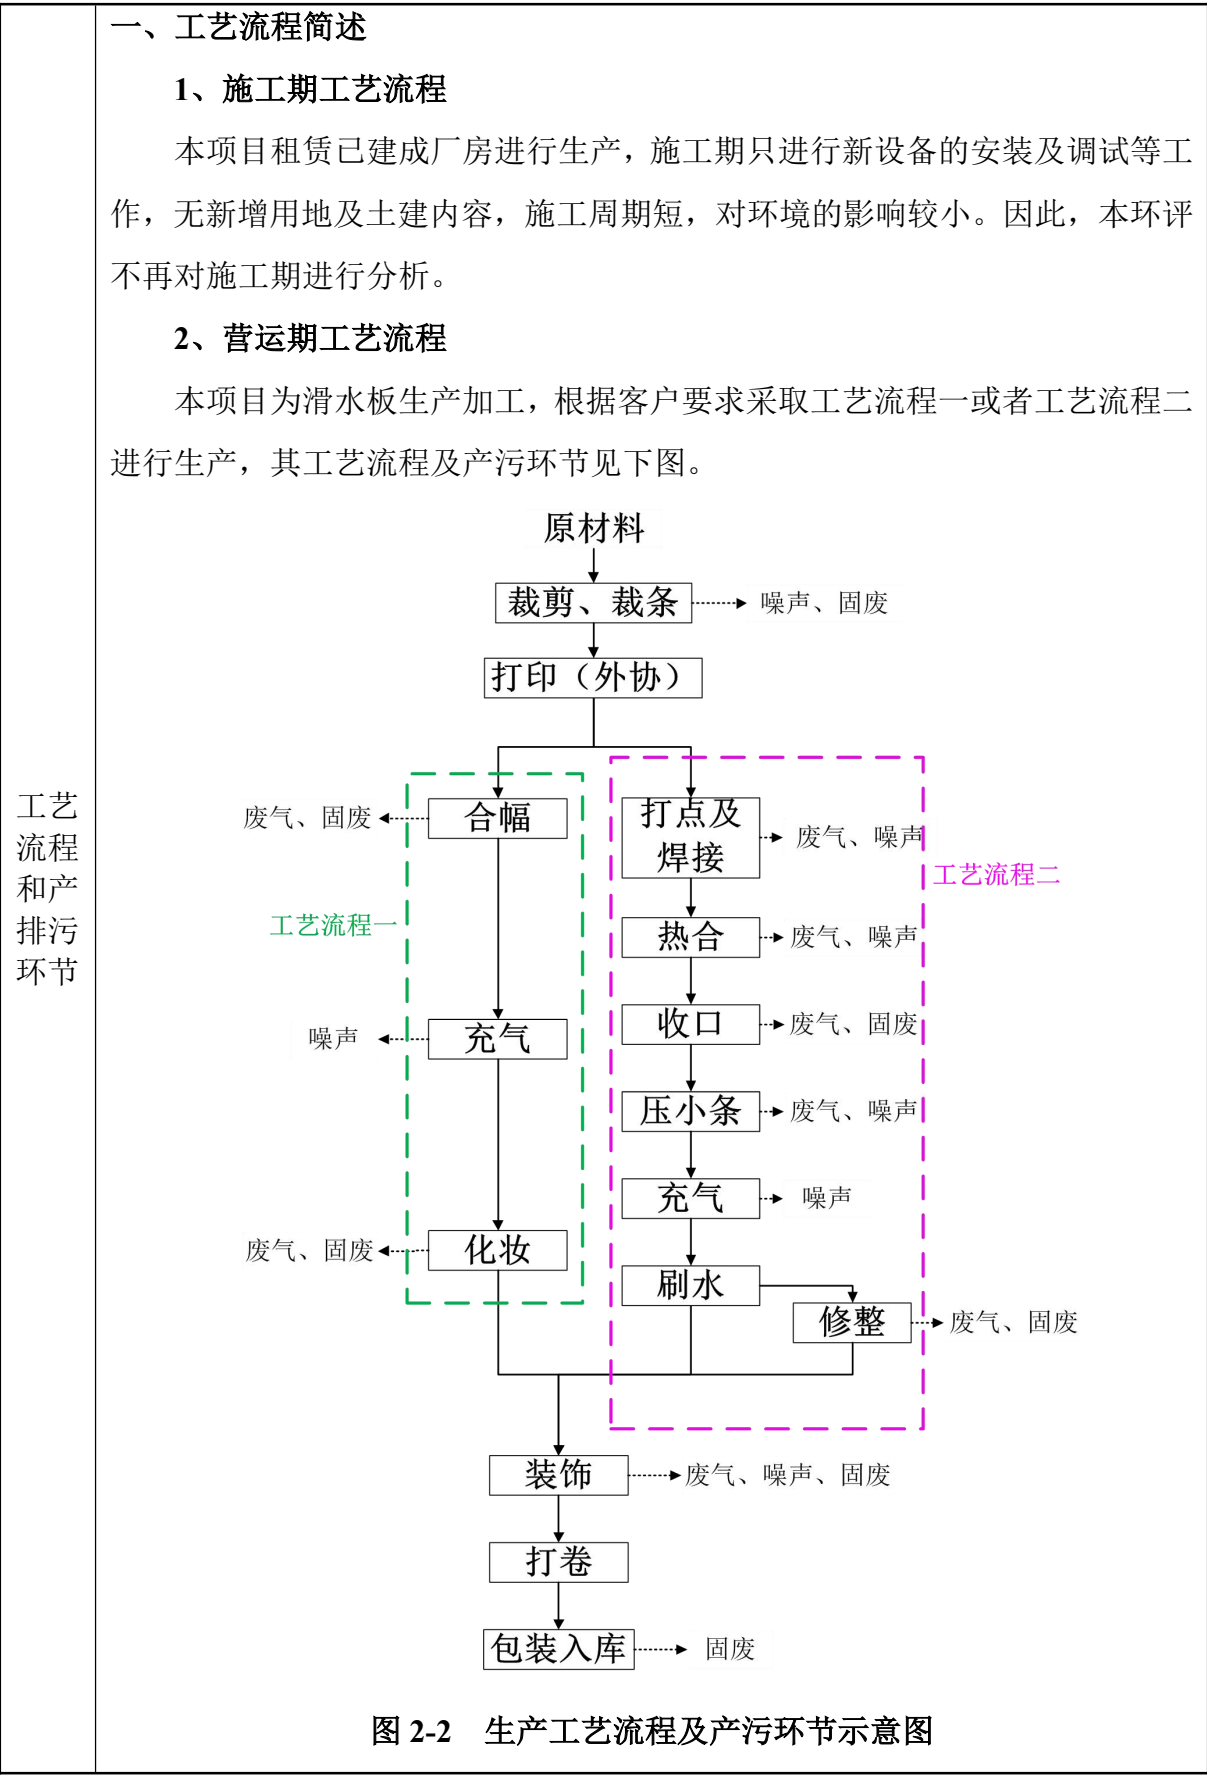 一、工艺流程简述
1、施工期工艺流程
本项目租赁已建成厂房进行生产，施工期只进行新设备的安装及调试等工
作，无新增用地及土建内容，施工周期短，对环境的影响较小。因此，本环评
不再对施工期进行分析。
2、营运期工艺流程
本项目为滑水板生产加工，根据客户要求采取工艺流程一或者工艺流程二
进行生产，其工艺流程及产污环节见下图。
工艺
流程
和产
排污
环节
原材料
裁剪、裁条
噪声、固废
打印（外协）
废气、固废
合幅
工艺流程一
噪声
充气
废气、固废
化妆
打点及
焊接
废气、噪声
工艺流程二
热合
废气、噪声
收口
废气、固废
压小条
废气、噪声
充气
噪声
刷水
修整
废气、固废
装饰
废气、噪声、固废
打卷
包装入库
固废
图 2-2 生产工艺流程及产污环节示意图